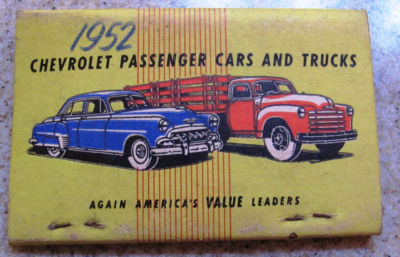 1952
CHEVROLET PASSENGER CARS AND TRUCKS
AGAIN AMERICA'S VALUE LEADERS